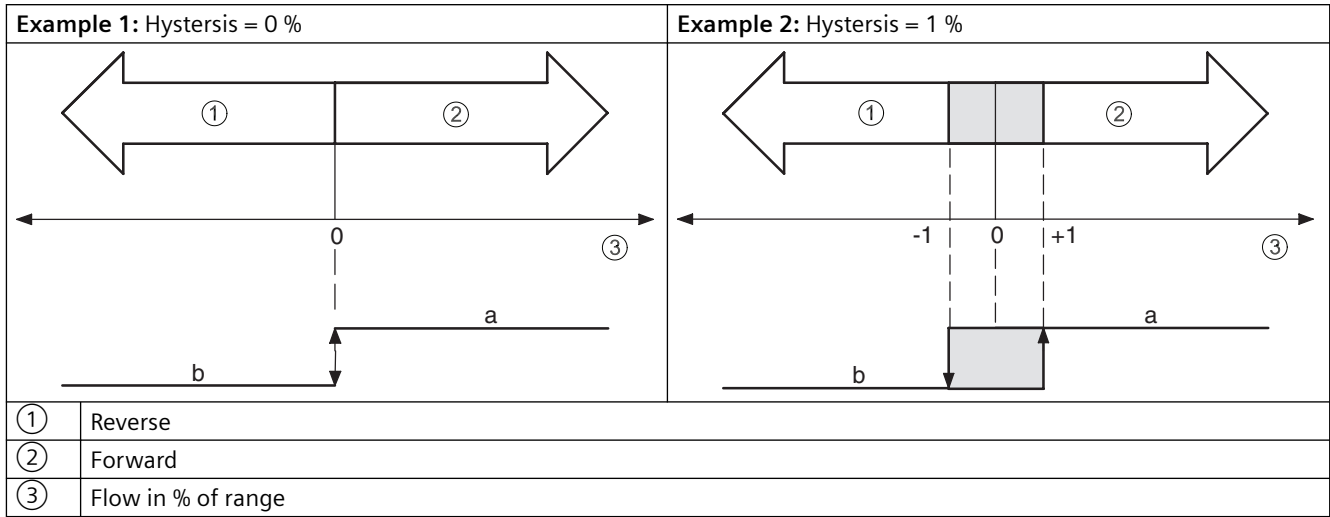 Example 1: Hystersis = 0 %
Example 2: Hystersis = 1 %
① ②
① ②
0
③
-1 0 +1
③
a
b
a
b
① Reverse
② Forward
③ Flow in % of range